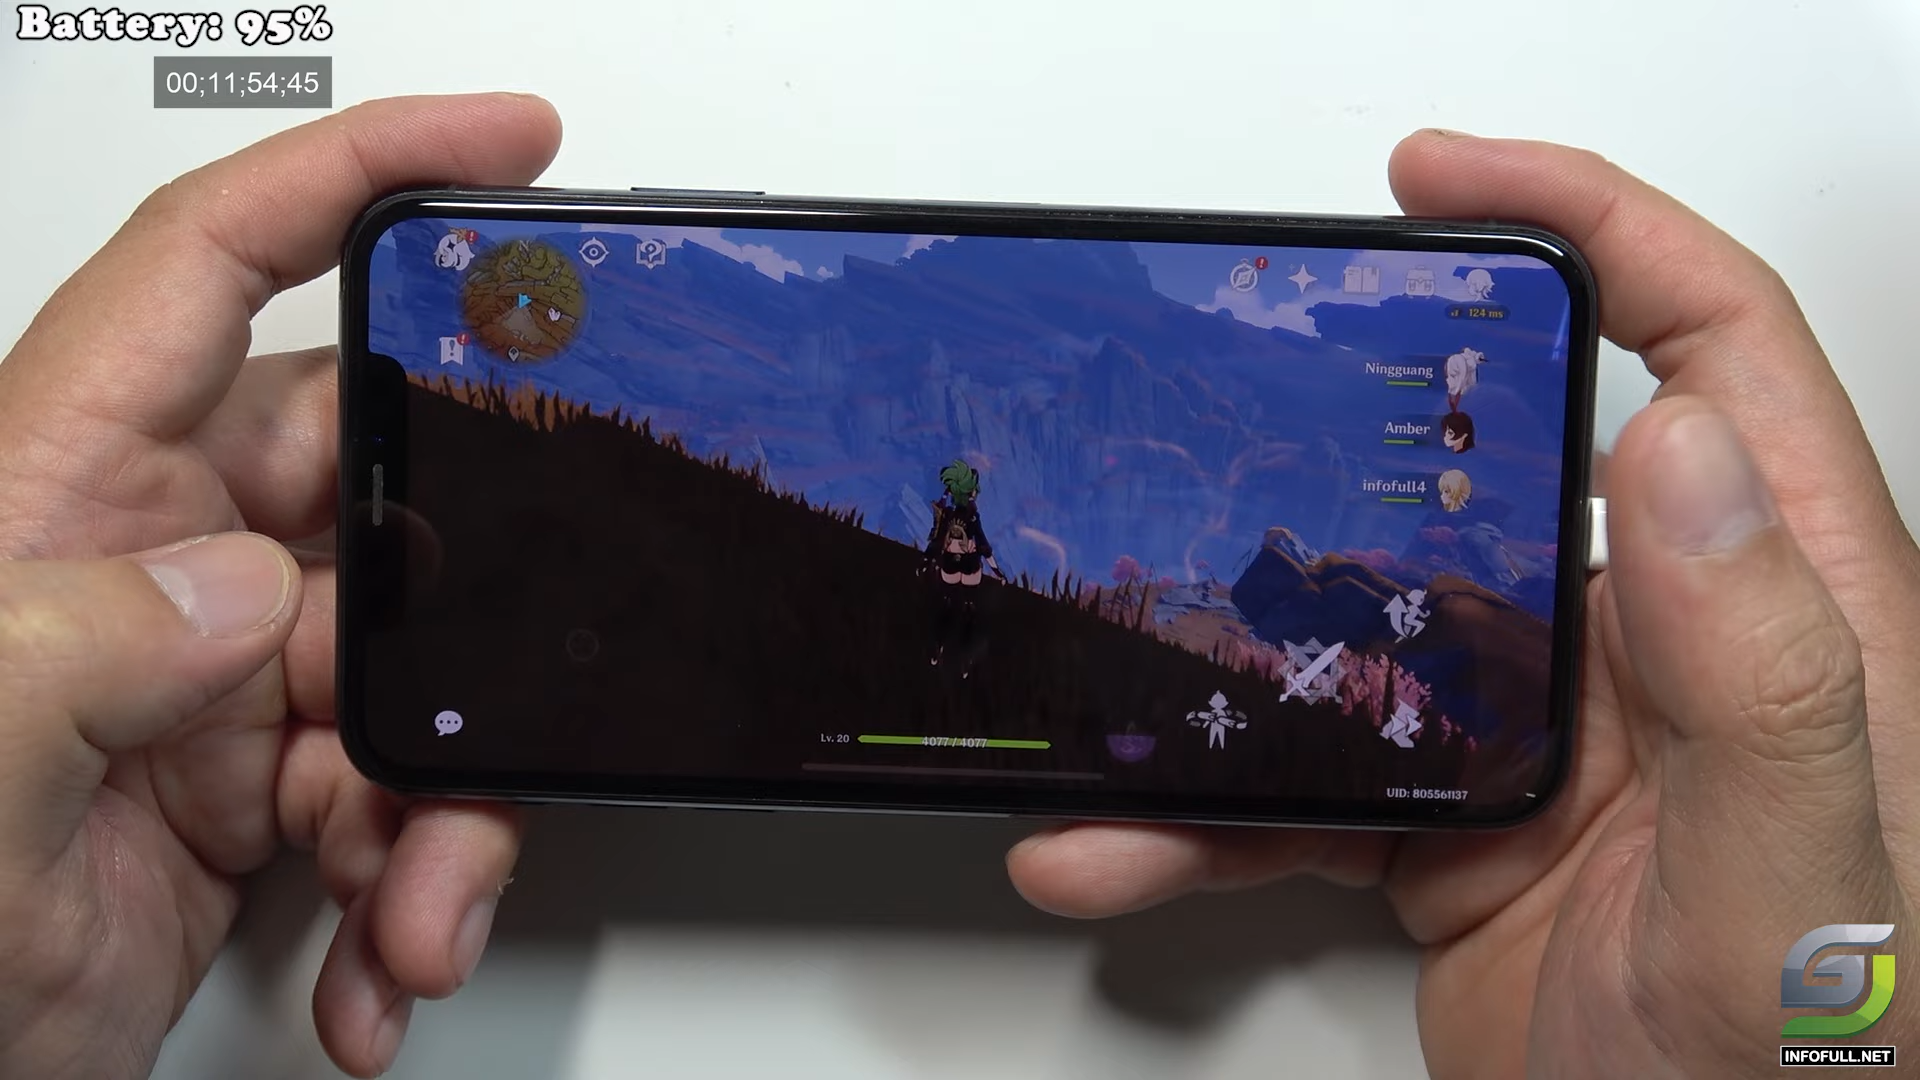 Battery: 95%
00;11;54;45
N
124 ms
Ningguang
Amber
infofull4
Lv. 20
4077 / 4077
UID: 805561137
INFOFULL.NET